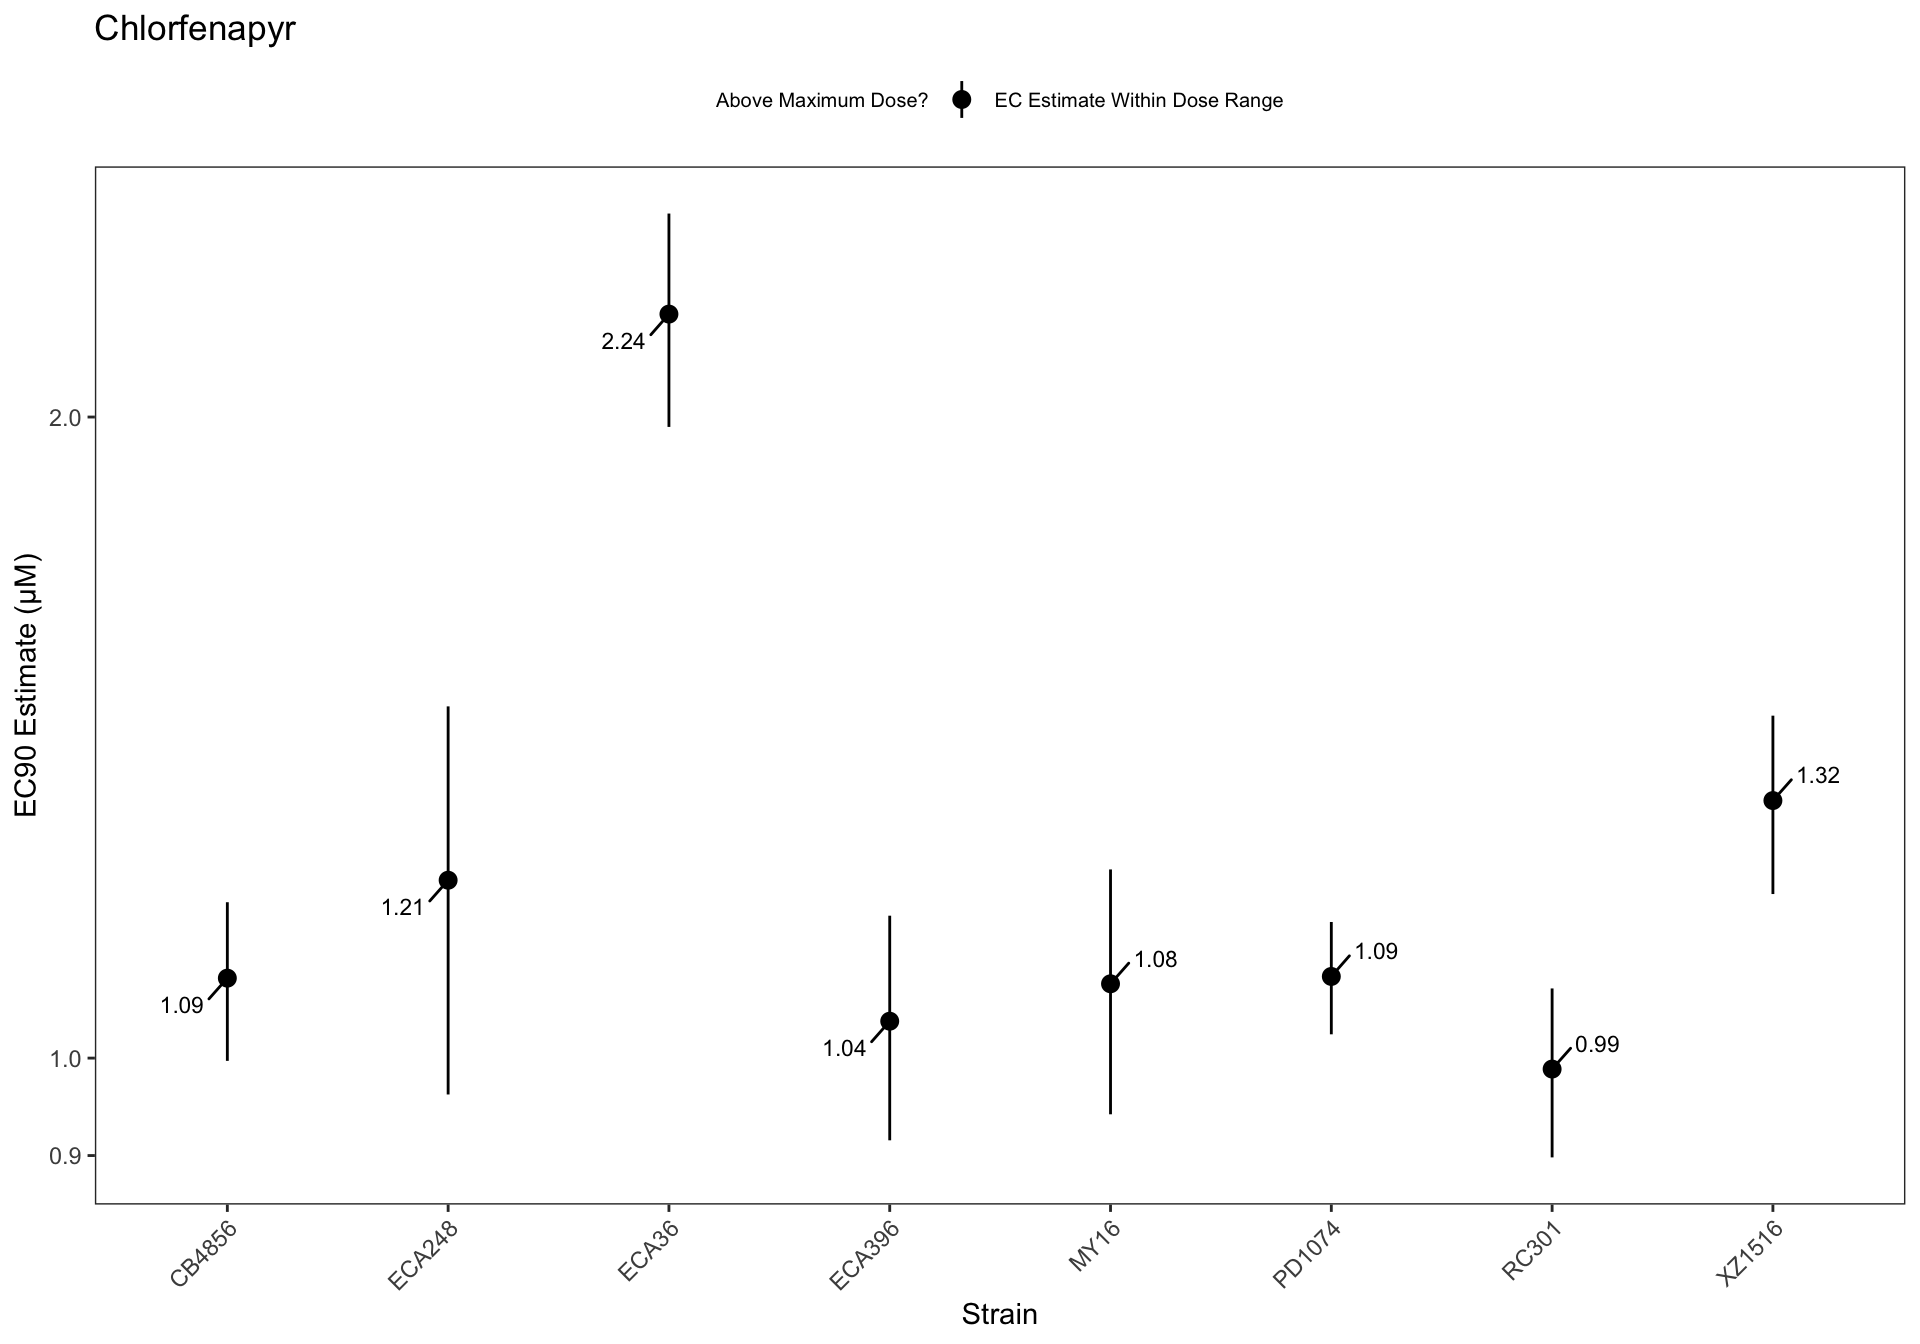 Chlorfenapyr
Above Maximum Dose? EC Estimate Within Dose Range
EC90 Estimate (µM)
2.0
1.0
0.9
2.24
1.32
1.21
1.09
1.04
1.08
1.09
0.99
CB4856 ECA248 ECA36 ECA396 MY16 PD1074 RC301 XZ1516
Strain